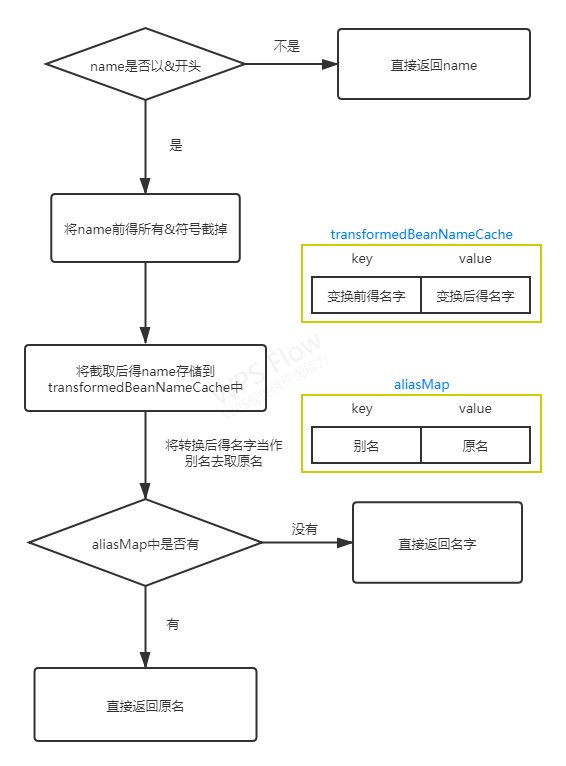 name是否以&开头
不是
直接返回name
是
将name前得所有&符号截掉
transformedBeanNameCache
key
value
变换前得名字
变换后得名字
将截取后得name存储到
transformedBeanNameCache中
WPS Flow
aliasMap
key
value
别名
原名
将转换后得名字当作
别名去取原名
aliasMap中是否有
没有
直接返回名字
有
直接返回原名